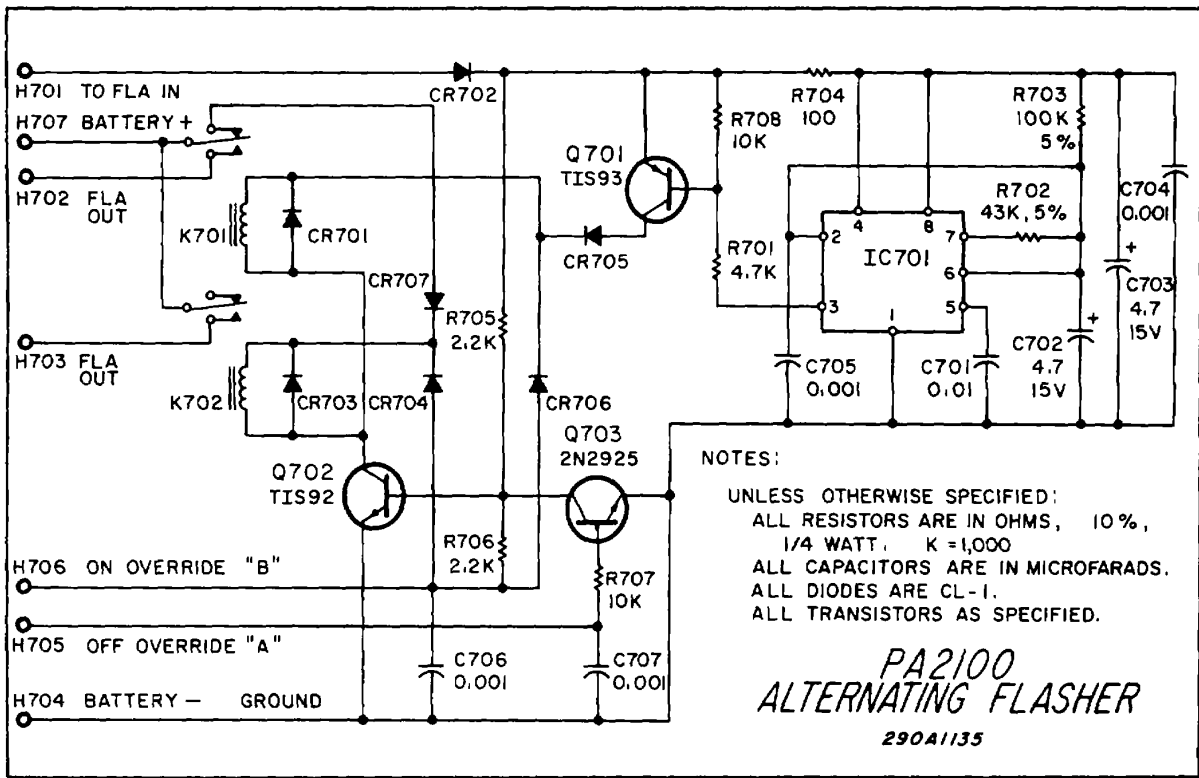 H701 TO FLA IN
CR702
R704
100
R703
100K
5%
H707 BATTERY +
R708
10K
Q701
TIS93
H702 FLA
OUT
C704
0.001
R702
43K, 5%
K701
CR701
CR705
R701
4.7K
2
4
8
7
IC701
6
3
1
5
+
C703
4.7
15V
CR707
R705
2.2K
H703 FLA
OUT
C705
0.001
C701
0.01
C702
4.7
15V
+
K702
CR703
CR704
CR706
Q703
2N2925
Q702
TIS92
NOTES:
UNLESS OTHERWISE SPECIFIED:
ALL RESISTORS ARE IN OHMS, 10%,
1/4 WATT. K = 1,000
ALL CAPACITORS ARE IN MICROFARADS.
ALL DIODES ARE CL-1.
ALL TRANSISTORS AS SPECIFIED.
R706
2.2K
R707
10K
H706 ON OVERRIDE "B"
H705 OFF OVERRIDE "A"
C706
0.001
C707
0.001
H704 BATTERY — GROUND
PA2100
ALTERNATING FLASHER
290A1135